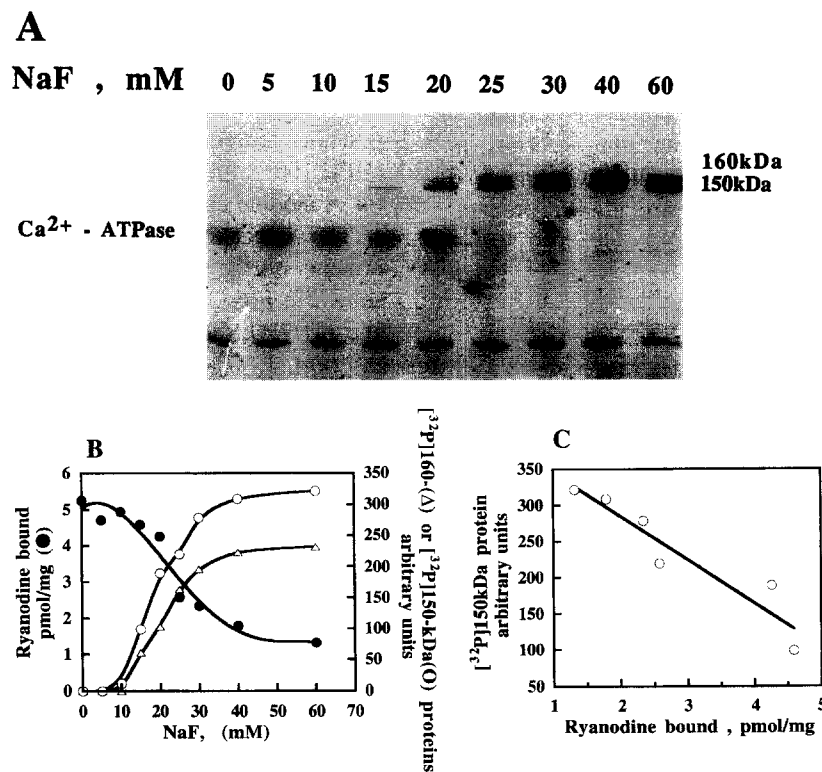 A
NaF , mM 0 5 10 15 20 25 30 40 60
160kDa
150kDa
Ca²⁺ - ATPase
B
Ryanodine bound
pmol/mg (●)
6
5
4
3
2
1
0
0 10 20 30 40 50 60 70
NaF, (mM)
350
300
250
200
150
100
50
0
[³²P]160-(Δ) or [³²P]150-kDa(O) proteins
arbitrary units
C
[³²P]150kDa protein
arbitrary units
350
300
250
200
150
100
50
1 2 3 4 5
Ryanodine bound , pmol/mg